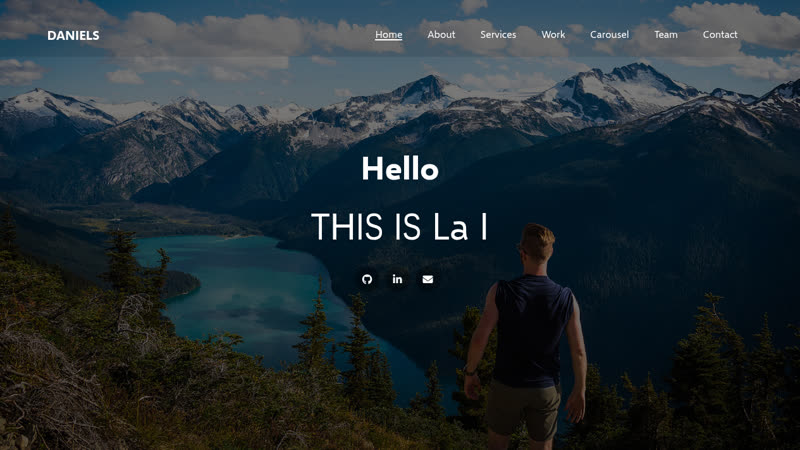 DANIELS
Home About Services Work Carousel Team Contact
Hello
THIS IS La l